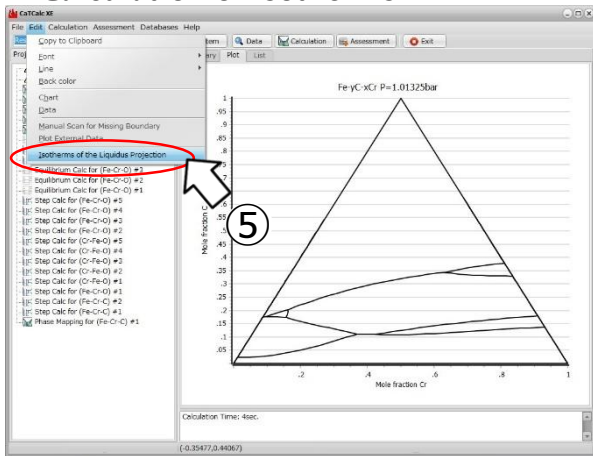 CaTCalc XE
File Edit Calculation Assessment Databases Help
Data
Calculation
Assessment
Exit
Copy to Clipboard
Font
Line
Back color
Chart
Data
Manual Scan for Missing Boundary
Plot External Data
Isotherms of the Liquidus Projection
Equilibrium Calc for (Fe-Cr-O) #3
Equilibrium Calc for (Fe-Cr-O) #2
Equilibrium Calc for (Fe-Cr-O) #1
Step Calc for (Fe-Cr-O) #5
Step Calc for (Fe-Cr-O) #4
Step Calc for (Fe-Cr-O) #3
Step Calc for (Fe-Cr-O) #2
Step Calc for (Cr-Fe-O) #5
Step Calc for (Cr-Fe-O) #4
Step Calc for (Cr-Fe-O) #3
Step Calc for (Cr-Fe-O) #2
Step Calc for (Cr-Fe-O) #1
Step Calc for (Fe-Cr-O) #1
Step Calc for (Fe-Cr-C) #2
Step Calc for (Fe-Cr-C) #1
Phase Mapping for (Fe-Cr-C) #1
Plot
List
Fe-yC-xCr P=1.01325bar
1
.95
.9
.85
.8
.55
.45
.4
.35
.25
.2
.15
.1
.05
Mole fraction C
.2 .4 .6 .8 1
Mole fraction Cr
⑤
Calculation Time: 4sec.
(-0.35477,0.44067)